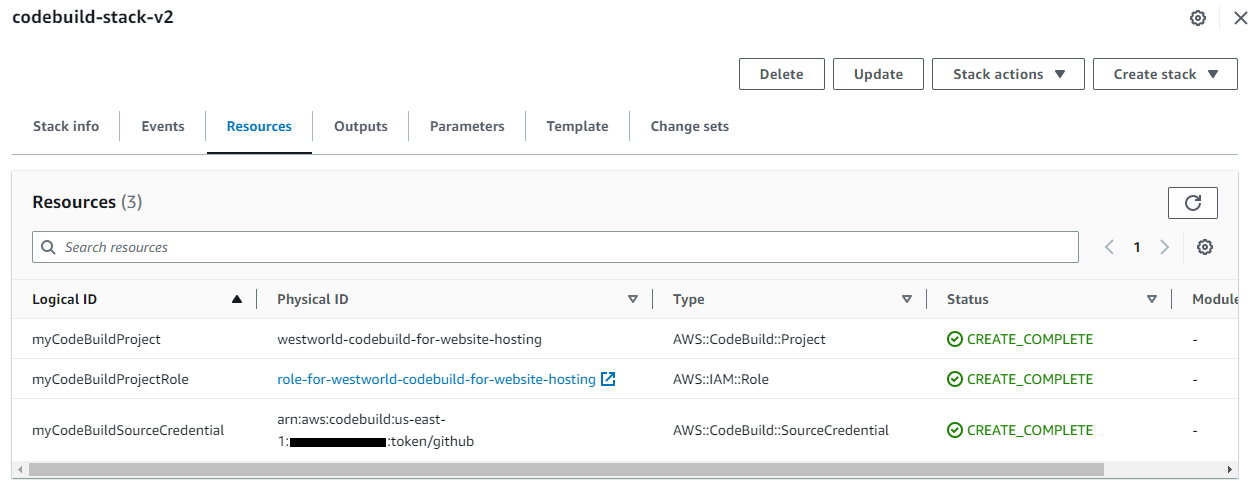 codebuild-stack-v2
Delete Update Stack actions Create stack
Stack info Events Resources Outputs Parameters Template Change sets
Resources (3)
Search resources 1
Logical ID Physical ID Type Status Module
myCodeBuildProject westworld-codebuild-for-website-hosting AWS::CodeBuild::Project CREATE_COMPLETE -
myCodeBuildProjectRole role-for-westworld-codebuild-for-website-hosting AWS::IAM::Role CREATE_COMPLETE -
myCodeBuildSourceCredential arn:aws:codebuild:us-east- AWS::CodeBuild::SourceCredential CREATE_COMPLETE -
1: :token/github